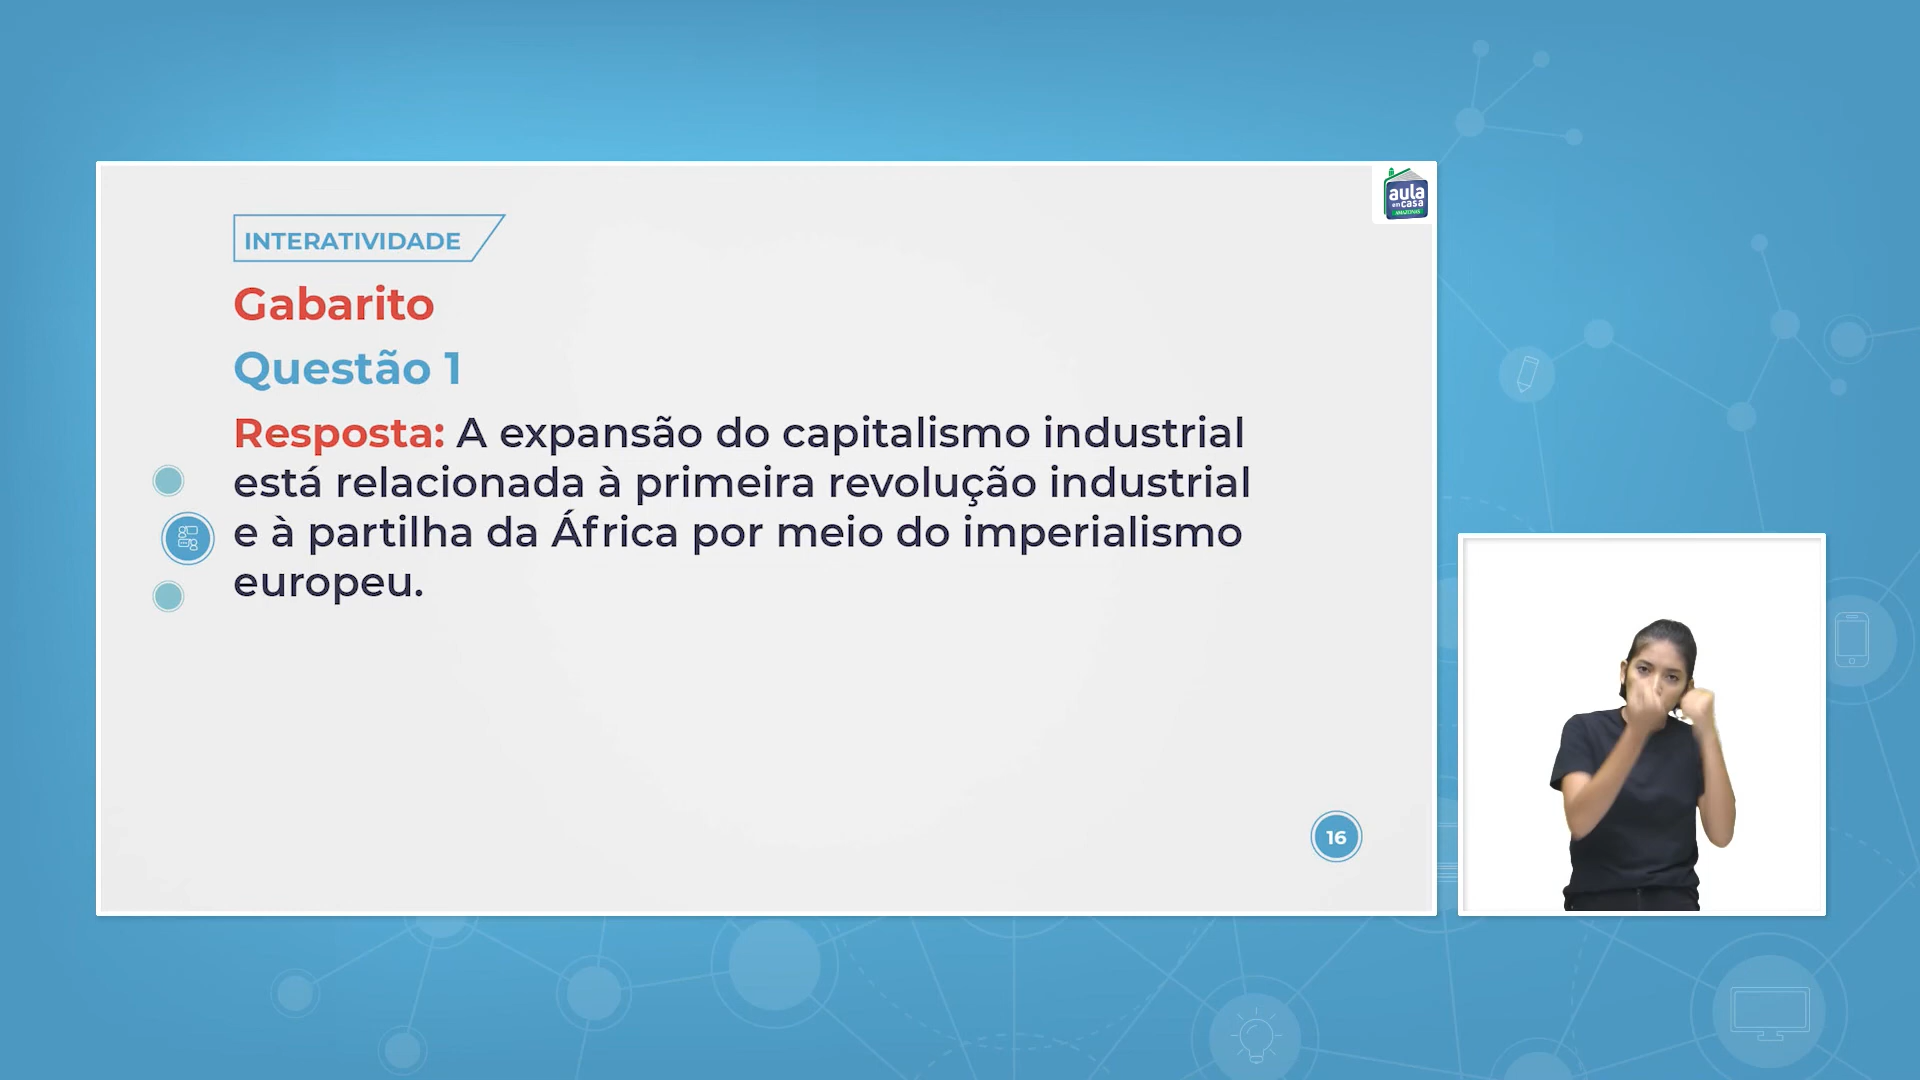 aula
em casa
AMAZONAS
INTERATIVIDADE
Gabarito
Questão 1
Resposta: A expansão do capitalismo industrial
está relacionada à primeira revolução industrial
e à partilha da África por meio do imperialismo
europeu.
16